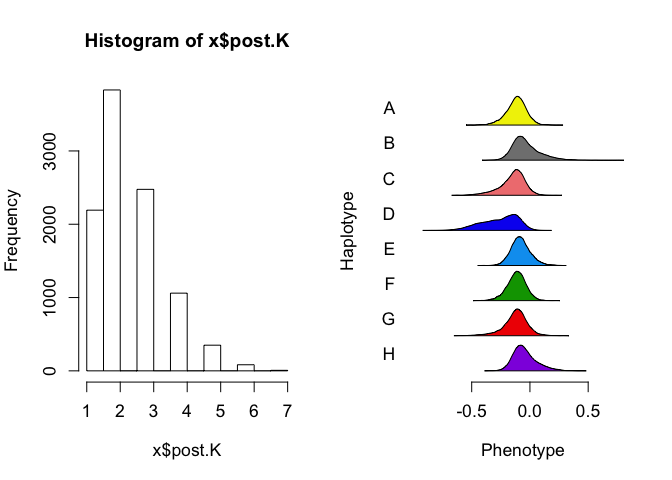 Histogram of x$post.K
Frequency
0
1000
2000
3000
1 2 3 4 5 6 7
x$post.K
Haplotype
A
B
C
D
E
F
G
H
-0.5 0.0 0.5
Phenotype